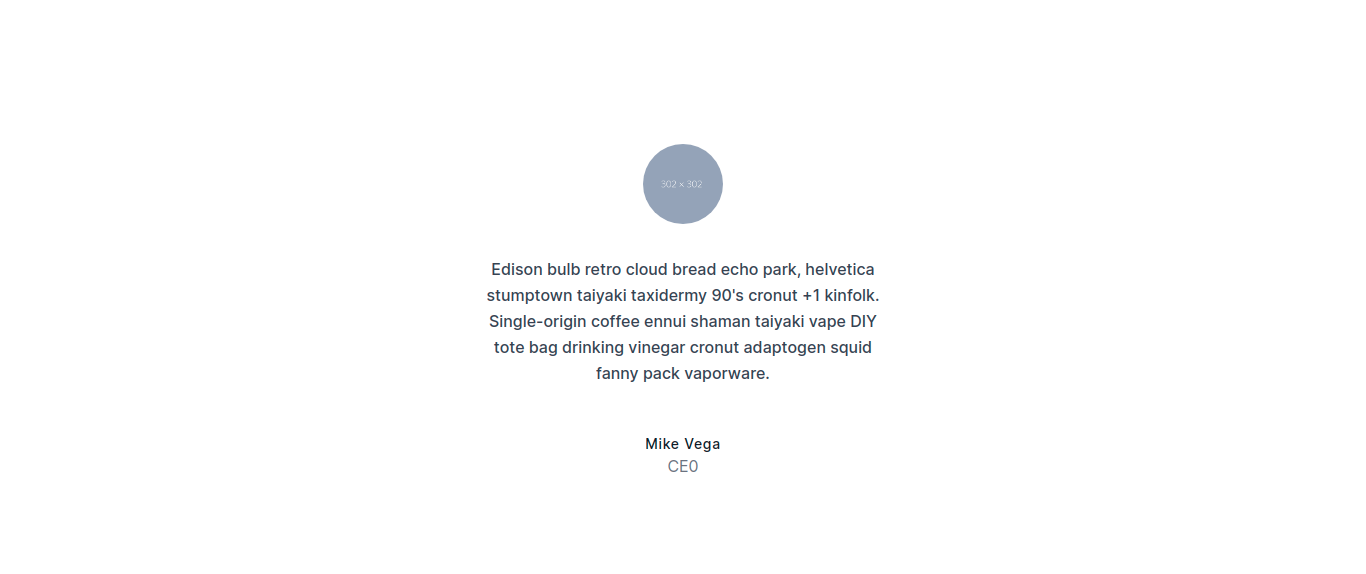 302 × 302
Edison bulb retro cloud bread echo park, helvetica
stumptown taiyaki taxidermy 90's cronut +1 kinfolk.
Single-origin coffee ennui shaman taiyaki vape DIY
tote bag drinking vinegar cronut adaptogen squid
fanny pack vaporware.
Mike Vega
CE0